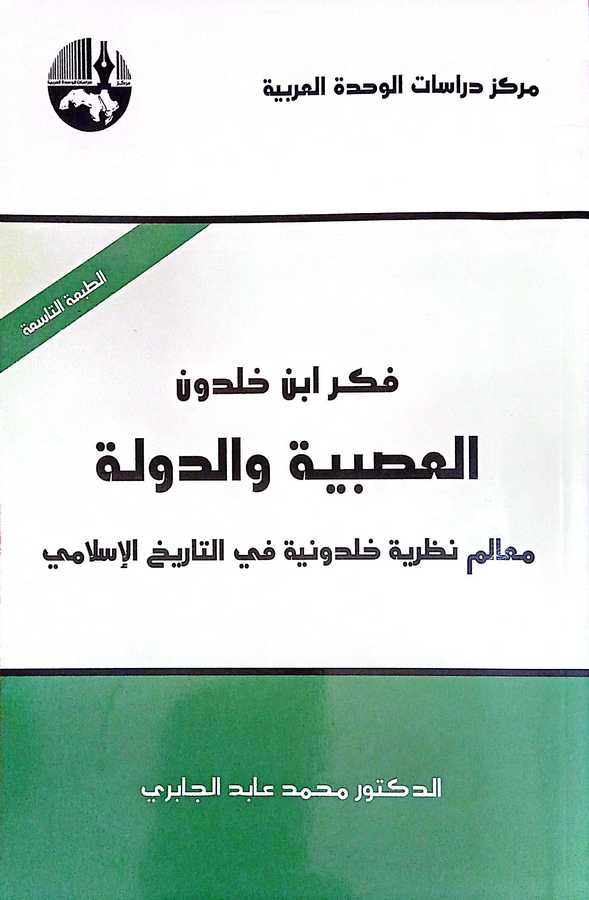 مركز دراسات الوحدة العربية
الطبعة التاسعة
فكر ابن خلدون
العصبية والدولة
معالم نظرية خلدونية في التاريخ الإسلامي
الدكتور محمد عابد الجابري